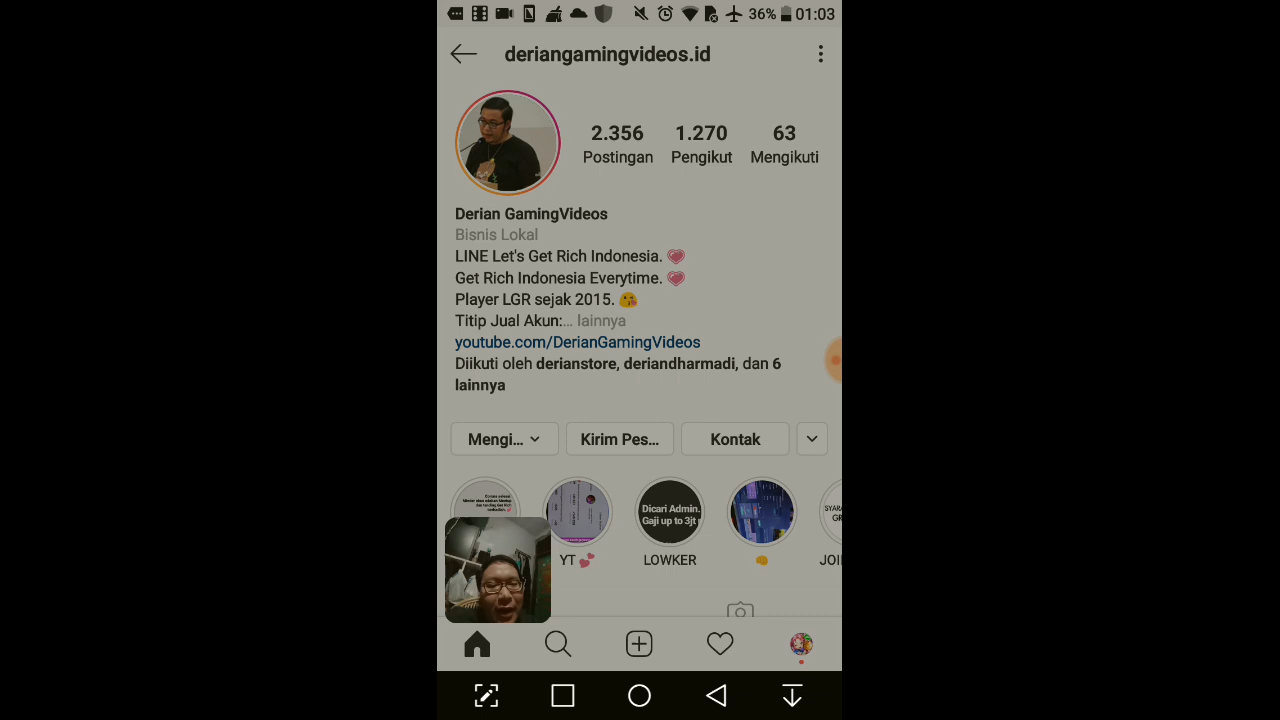 36% 01:03
deriangamingvideos.id
2.356 1.270 63
Postingan Pengikut Mengikuti
Derian GamingVideos
Bisnis Lokal
LINE Let's Get Rich Indonesia. 💗
Get Rich Indonesia Everytime. 💗
Player LGR sejak 2015. 😘
Titip Jual Akun:... lainnya
youtube.com/DerianGamingVideos
Diikuti oleh derianstore, deriandharmadi, dan 6
lainnya
Mengi... Kirim Pes... Kontak
Dicari Admin.
Gaji up to 3jt
YT 💕 LOWKER 👊 JOI